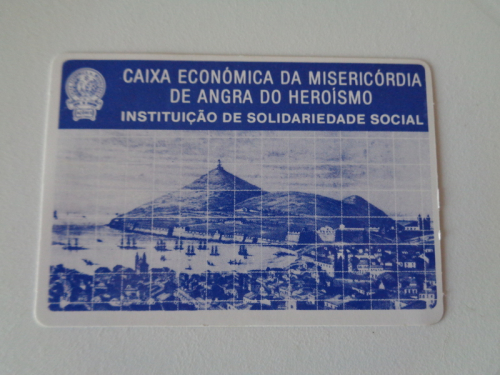 CAIXA ECONÓMICA DA MISERICÓRDIA
DE ANGRA DO HEROÍSMO
INSTITUIÇÃO DE SOLIDARIEDADE SOCIAL